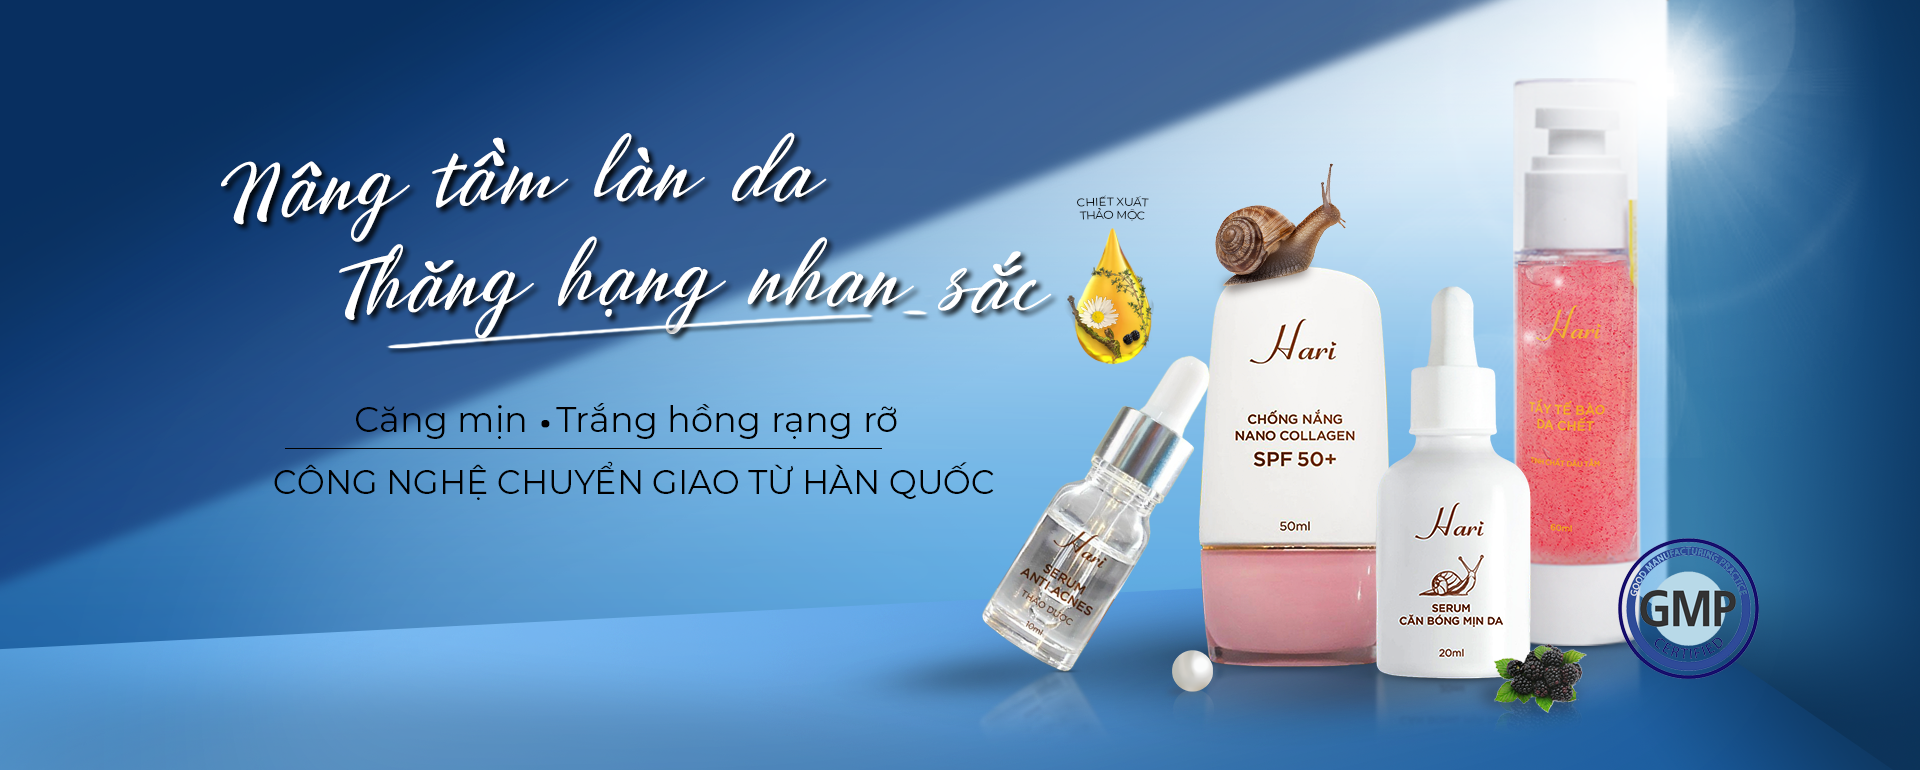 Nâng tầm làn da
Thăng hạng nhan sắc
Căng mịn • Trắng hồng rạng rỡ
CÔNG NGHỆ CHUYỂN GIAO TỪ HÀN QUỐC
CHIẾT XUẤT
THẢO MỘC
Hari
SERUM
ANTI-ACNES
THẢO DƯỢC
10ml
Hari
CHỐNG NẮNG
NANO COLLAGEN
SPF 50+
50ml
Hari
SERUM
CĂN BÓNG MỊN DA
20ml
Hari
TẨY TẾ BÀO
DA CHẾT
50ml
GOOD MANUFACTURING PRACTICE
GMP
CERTIFIED